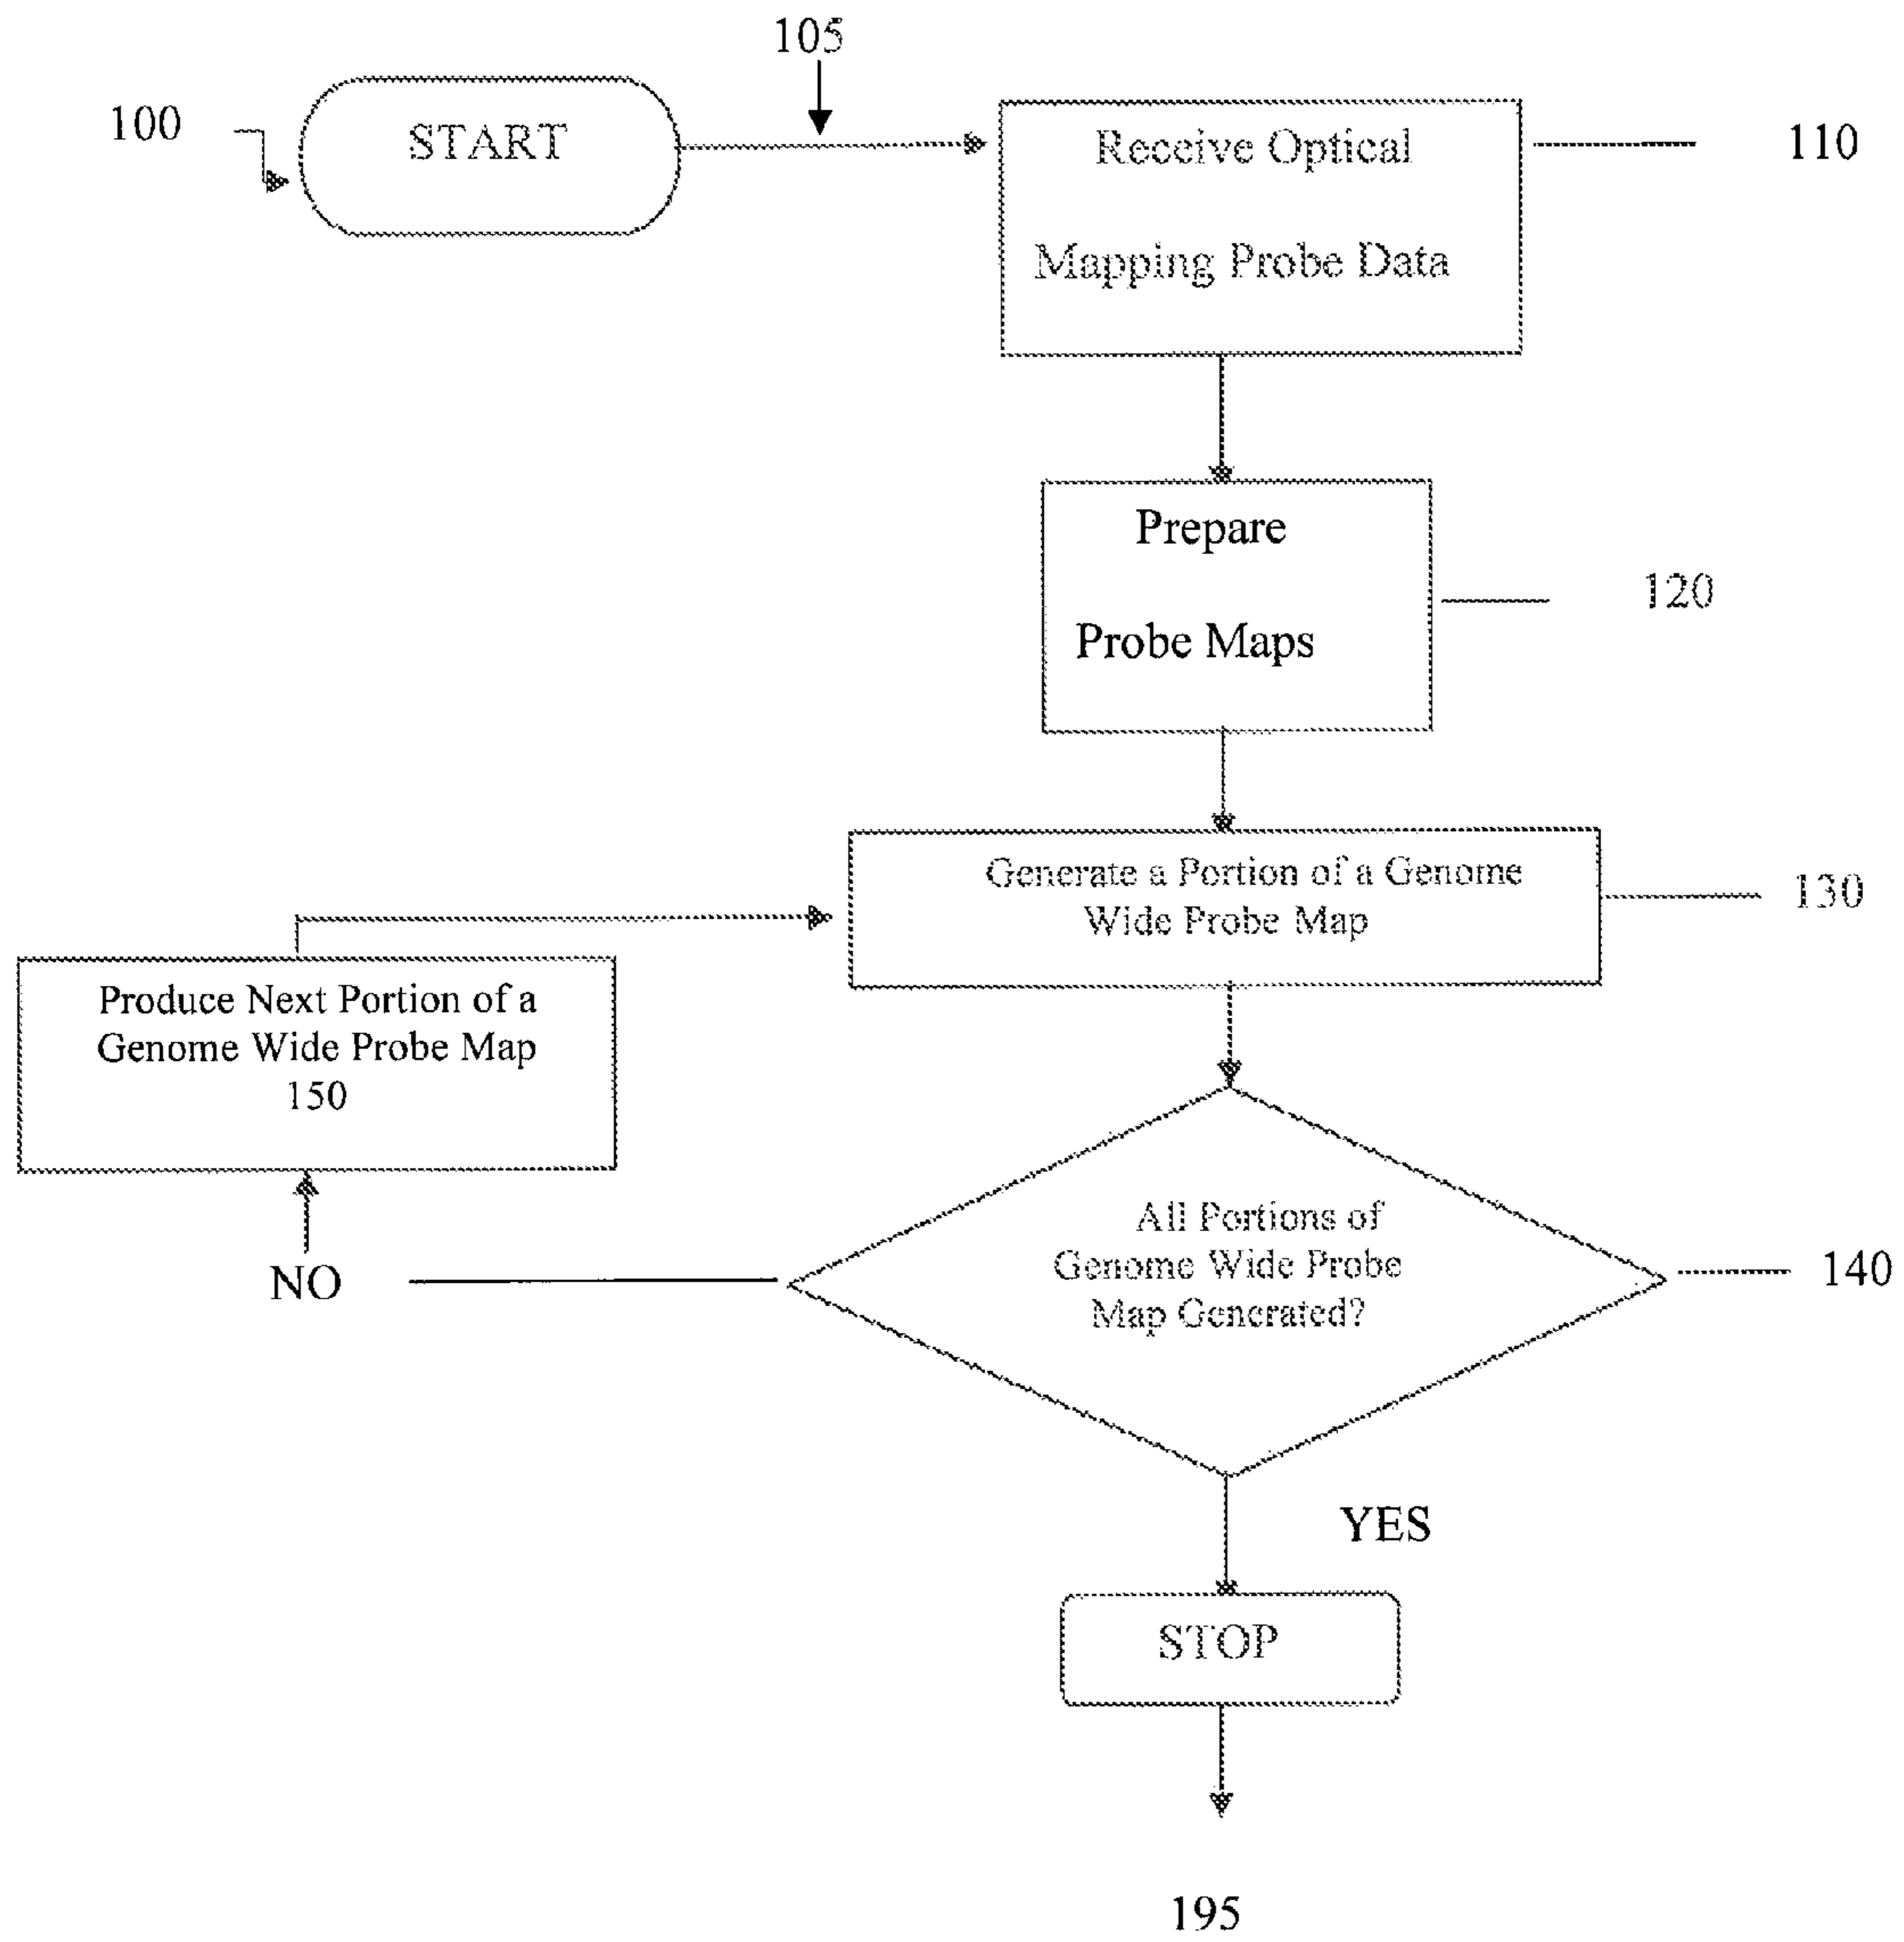 105
100
START
Receive Optical
110
Mapping Probe Data
Prepare
120
Probe Maps
Generate a Portion of a Genome
130
Wide Probe Map
Produce Next Portion of a
Genome Wide Probe Map
150
All Portions of
Genome Wide Probe
140
Map Generated?
NO
YES
STOP
195